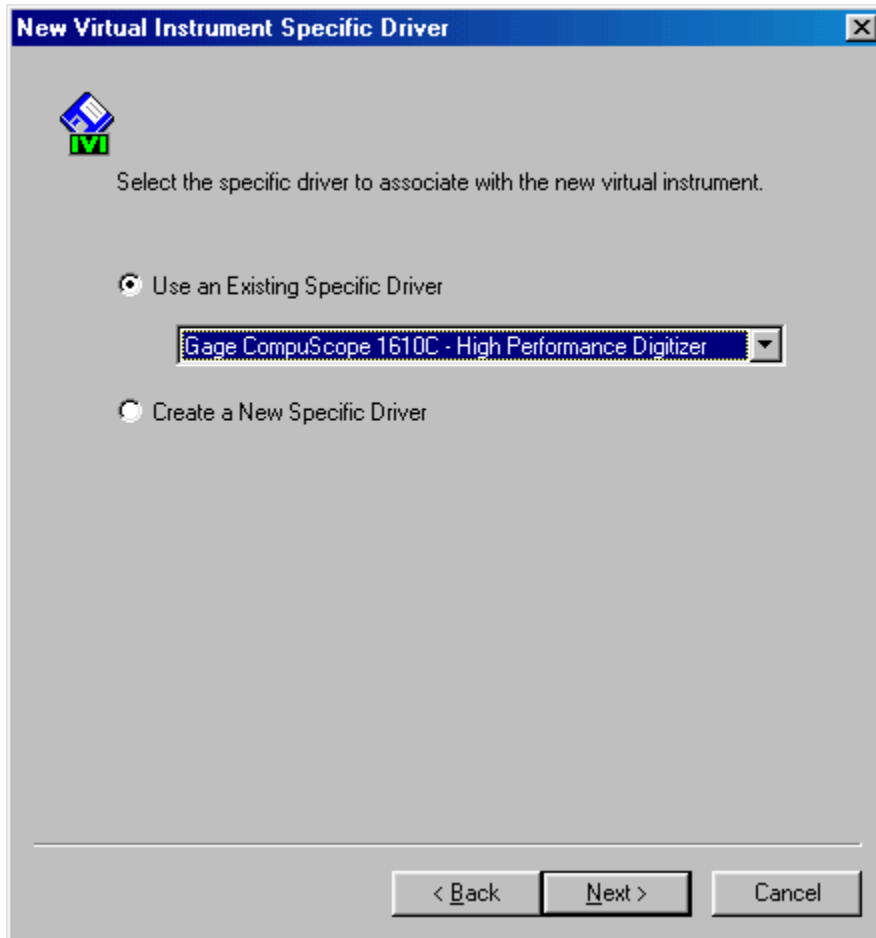 New Virtual Instrument Specific Driver
IVI
Select the specific driver to associate with the new virtual instrument.
Use an Existing Specific Driver
Gage CompuScope 1610C - High Performance Digitizer
Create a New Specific Driver
< Back Next > Cancel